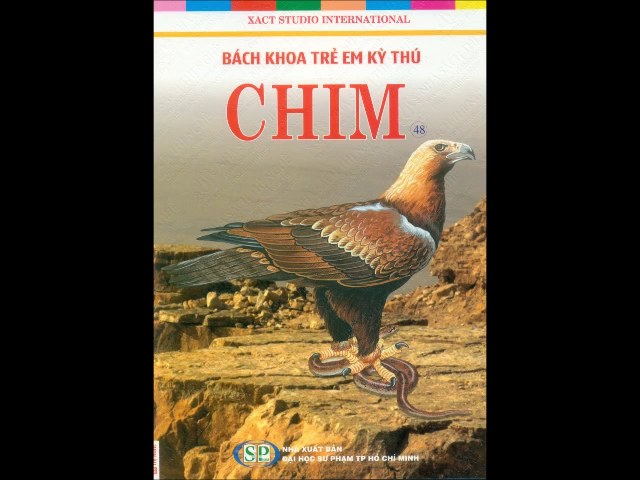 XACT STUDIO INTERNATIONAL
BÁCH KHOA TRẺ EM KỲ THÚ
CHIM
48
SP
NHÀ XUẤT BẢN
ĐẠI HỌC SƯ PHẠM TP HỒ CHÍ MINH